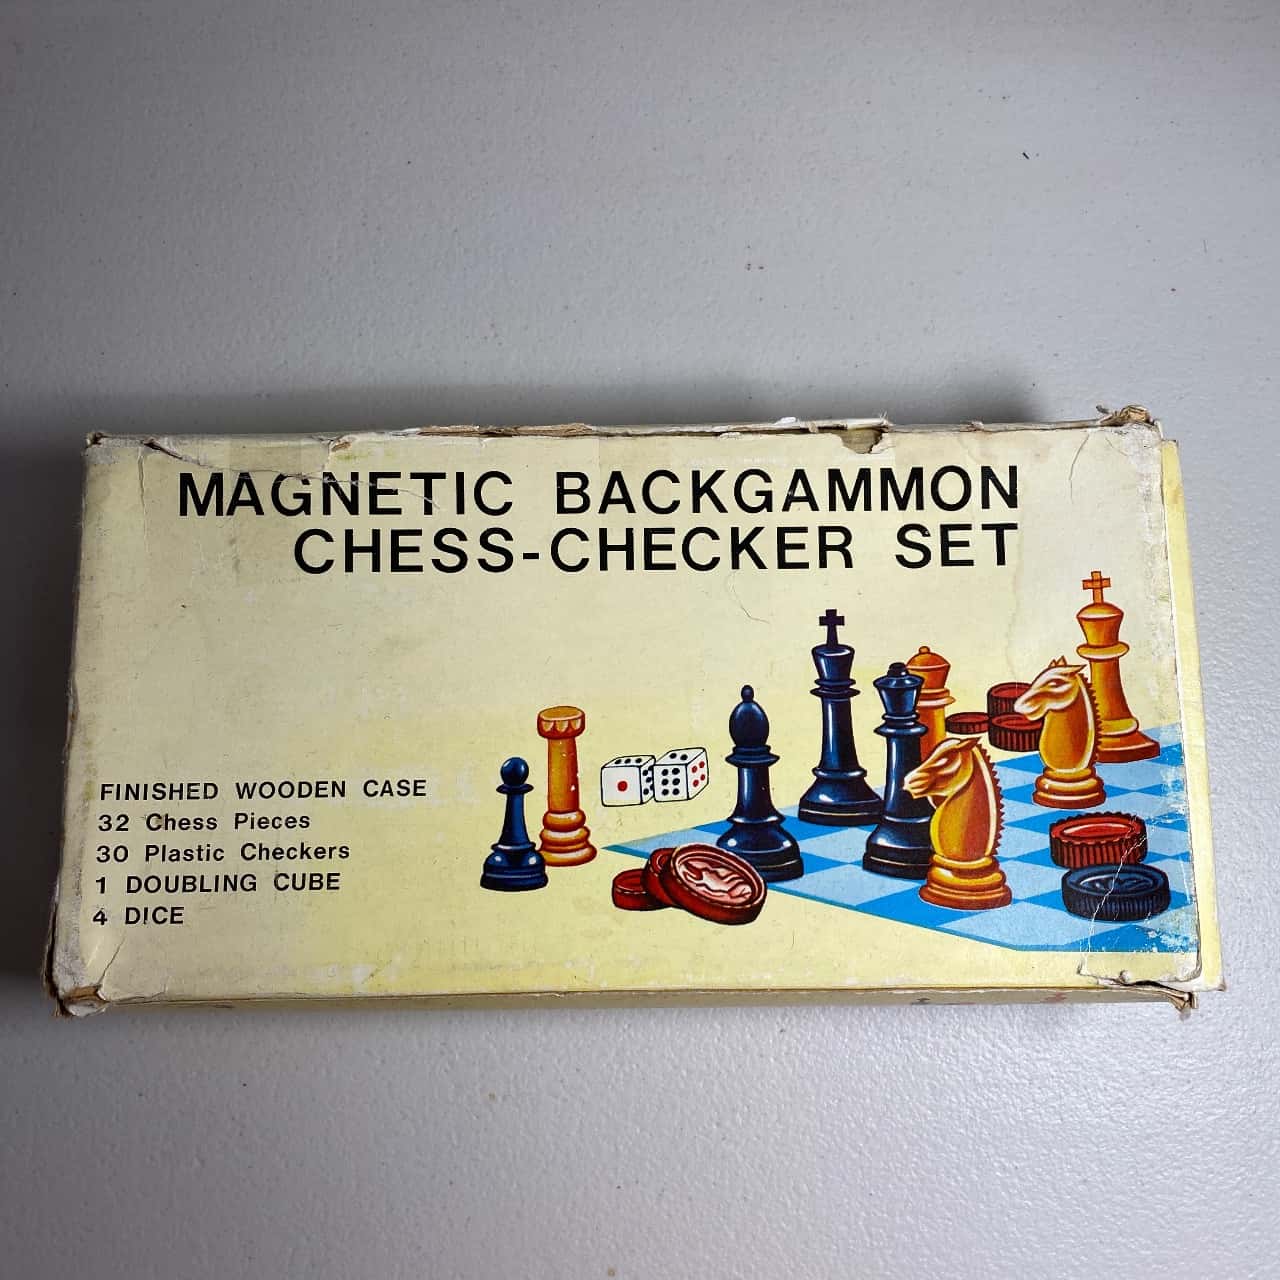 MAGNETIC BACKGAMMON
CHESS-CHECKER SET
FINISHED WOODEN CASE
32 Chess Pieces
30 Plastic Checkers
1 DOUBLING CUBE
4 DICE